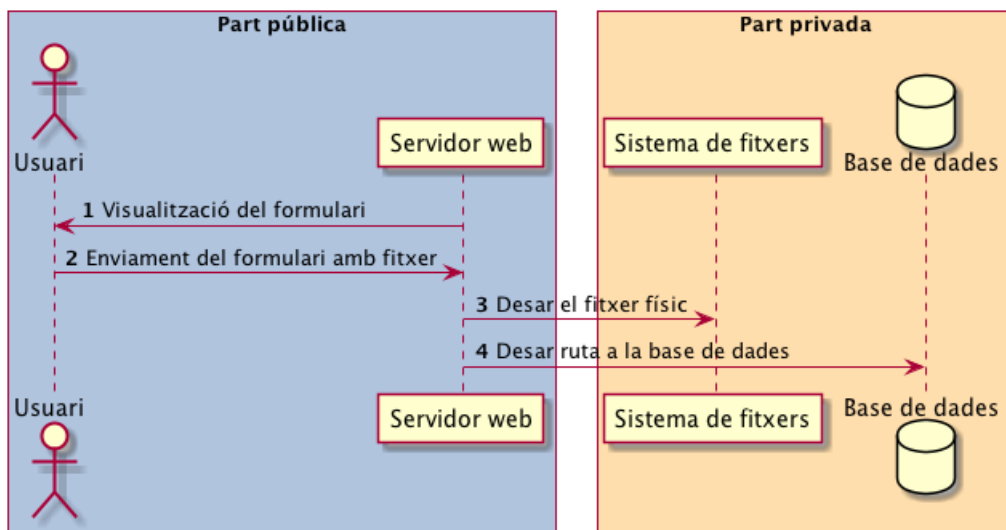 Part pública
Part privada
Usuari
Servidor web
Sistema de fitxers
Base de dades
1 Visualització del formulari
2 Enviament del formulari amb fitxer
3 Desar el fitxer físic
4 Desar ruta a la base de dades
Usuari
Servidor web
Sistema de fitxers
Base de dades